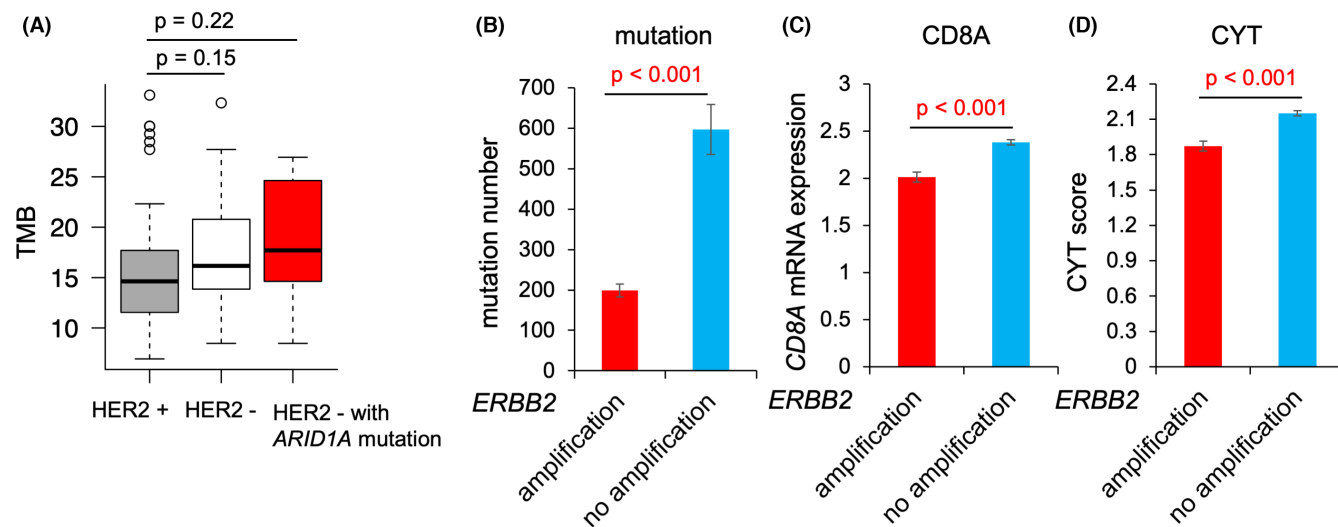 (A)
p = 0.22
p = 0.15
TMB
30
25
20
15
10
HER2 +
HER2 -
HER2 - with
ARID1A mutation
(B)
mutation
p < 0.001
mutation number
700
600
500
400
300
200
100
0
ERBB2
amplification
no amplification
(C)
CD8A
p < 0.001
CD8A mRNA expression
3
2.5
2
1.5
1
0.5
0
ERBB2
amplification
no amplification
(D)
CYT
p < 0.001
CYT score
2.4
2.1
1.8
1.5
1.2
0.9
0.6
0.3
0
ERBB2
amplification
no amplification